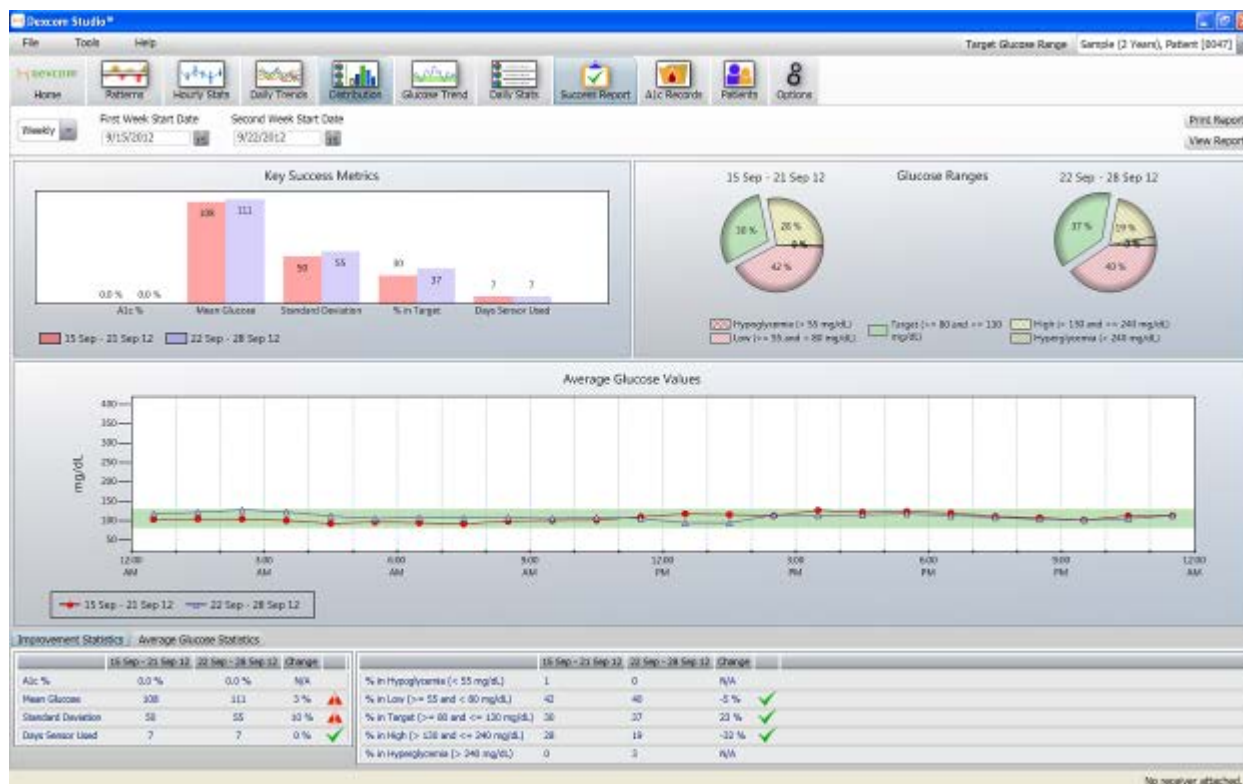 Dexcom Studio®
File Tools Help Target Glucose Range Sample (2 Years), Patient [8047]
DEXCOM
Home Patterns Hourly Stats Daily Trends Distribution Glucose Trend Daily Stats Success Report A1c Records Patients Options
Weekly First Week Start Date Second Week Start Date Print Report
9/15/2012 9/22/2012 View Report
Key Success Metrics
108 111
50 55
30 37
7 7
0.0 % 0.0 %
A1c % Mean Glucose Standard Deviation % in Target Days Sensor Used
15 Sep - 21 Sep 12 22 Sep - 28 Sep 12
15 Sep - 21 Sep 12 Glucose Ranges 22 Sep - 28 Sep 12
30 % 28 % 0 % 42 %
37 % 19 % 40 %
Hypoglycemia (< 55 mg/dL) Target (>= 80 and <= 130 mg/dL) High (> 130 and <= 240 mg/dL)
Low (>= 55 and < 80 mg/dL) Hyperglycemia (< 240 mg/dL)
Average Glucose Values
mg/dL
400
350
300
250
200
150
100
50
12:00 AM 3:00 AM 6:00 AM 9:00 AM 12:00 PM 3:00 PM 6:00 PM 9:00 PM 12:00 AM
15 Sep - 21 Sep 12 22 Sep - 28 Sep 12
Improvement Statistics Average Glucose Statistics
15 Sep - 21 Sep 12 22 Sep - 28 Sep 12 Change
A1c % 0.0 % 0.0 % N/A
Mean Glucose 108 111 3 %
Standard Deviation 50 55 10 %
Days Sensor Used 7 7 0 %
15 Sep - 21 Sep 12 22 Sep - 28 Sep 12 Change
% in Hypoglycemia (< 55 mg/dL) 1 0 N/A
% in Low (>= 55 and < 80 mg/dL) 42 40 -5 %
% in Target (>= 80 and <= 130 mg/dL) 30 37 23 %
% in High (> 130 and <= 240 mg/dL) 28 19 -32 %
% in Hyperglycemia (> 240 mg/dL) 0 3 N/A
No receiver attached.